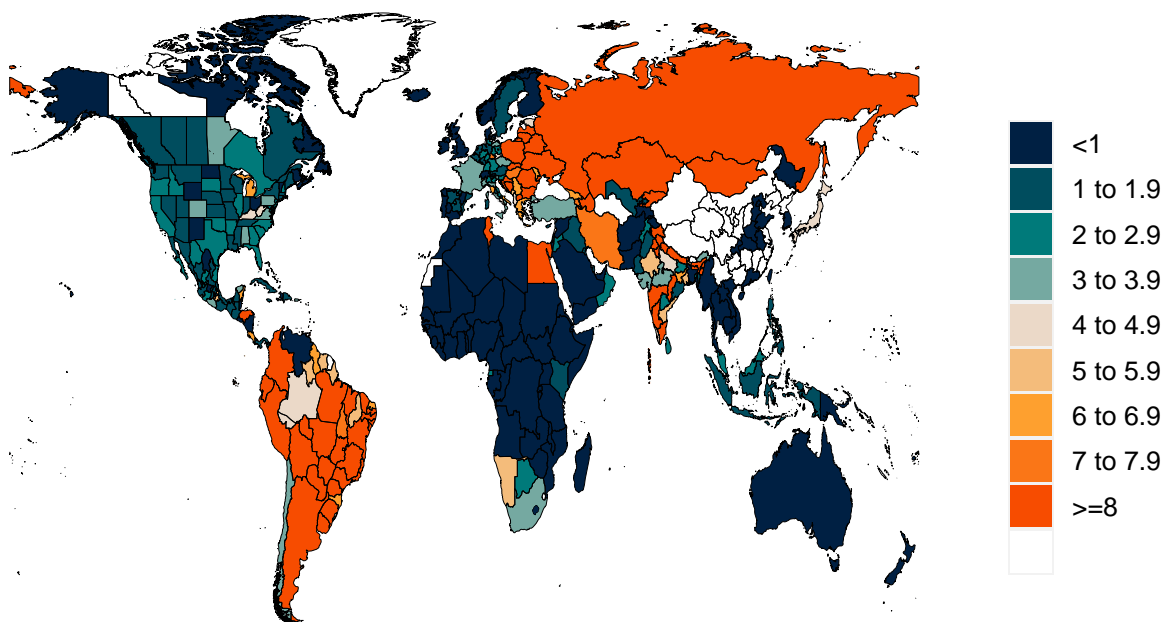 <1
1 to 1.9
2 to 2.9
3 to 3.9
4 to 4.9
5 to 5.9
6 to 6.9
7 to 7.9
>=8